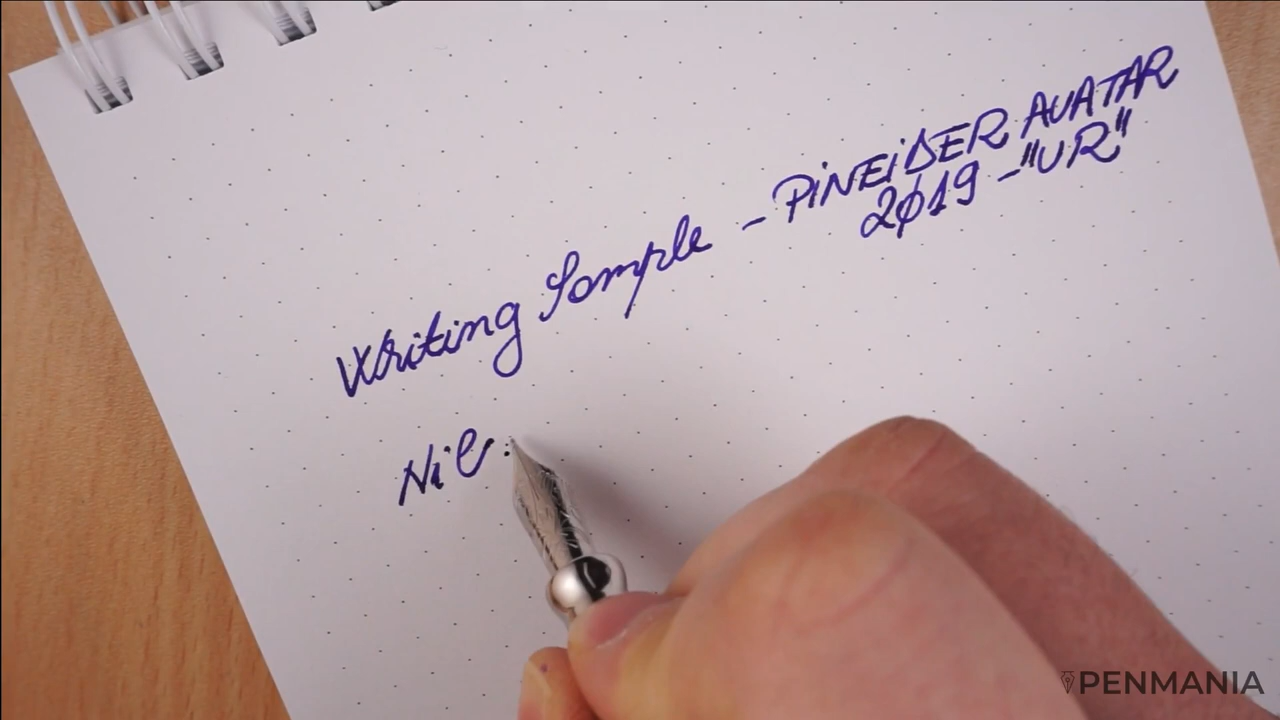 Writing Sample - PiNEiDER AVATAR
2019 - "UR"
Nib:
PENMANIA